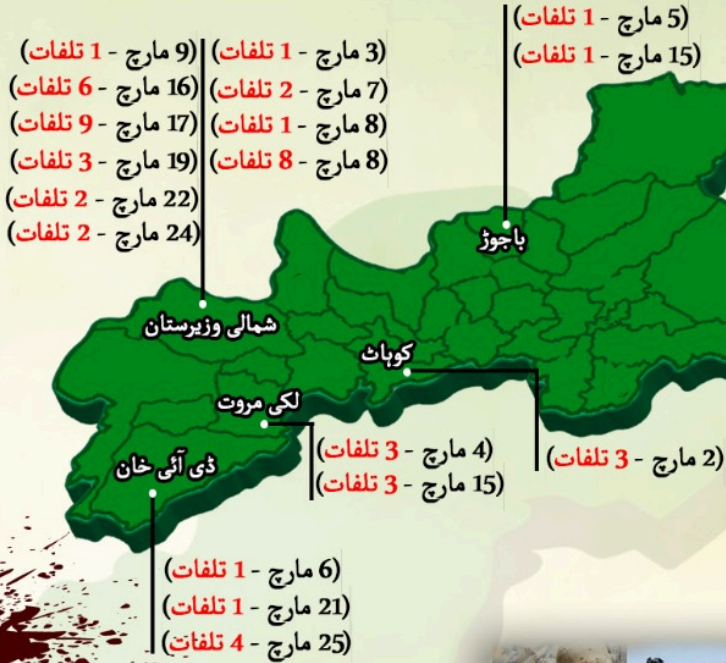 (5 مارچ - 1 تلفات)
(15 مارچ - 1 تلفات)
باجوڑ
(3 مارچ - 1 تلفات)
(7 مارچ - 2 تلفات)
(8 مارچ - 1 تلفات)
(8 مارچ - 8 تلفات)
(9 مارچ - 1 تلفات)
(16 مارچ - 6 تلفات)
(17 مارچ - 9 تلفات)
(19 مارچ - 3 تلفات)
(22 مارچ - 2 تلفات)
(24 مارچ - 2 تلفات)
شمالی وزیرستان
کوہاٹ
(2 مارچ - 3 تلفات)
لکی مروت
(4 مارچ - 3 تلفات)
(15 مارچ - 3 تلفات)
ڈی آئی خان
(6 مارچ - 1 تلفات)
(21 مارچ - 1 تلفات)
(25 مارچ - 4 تلفات)